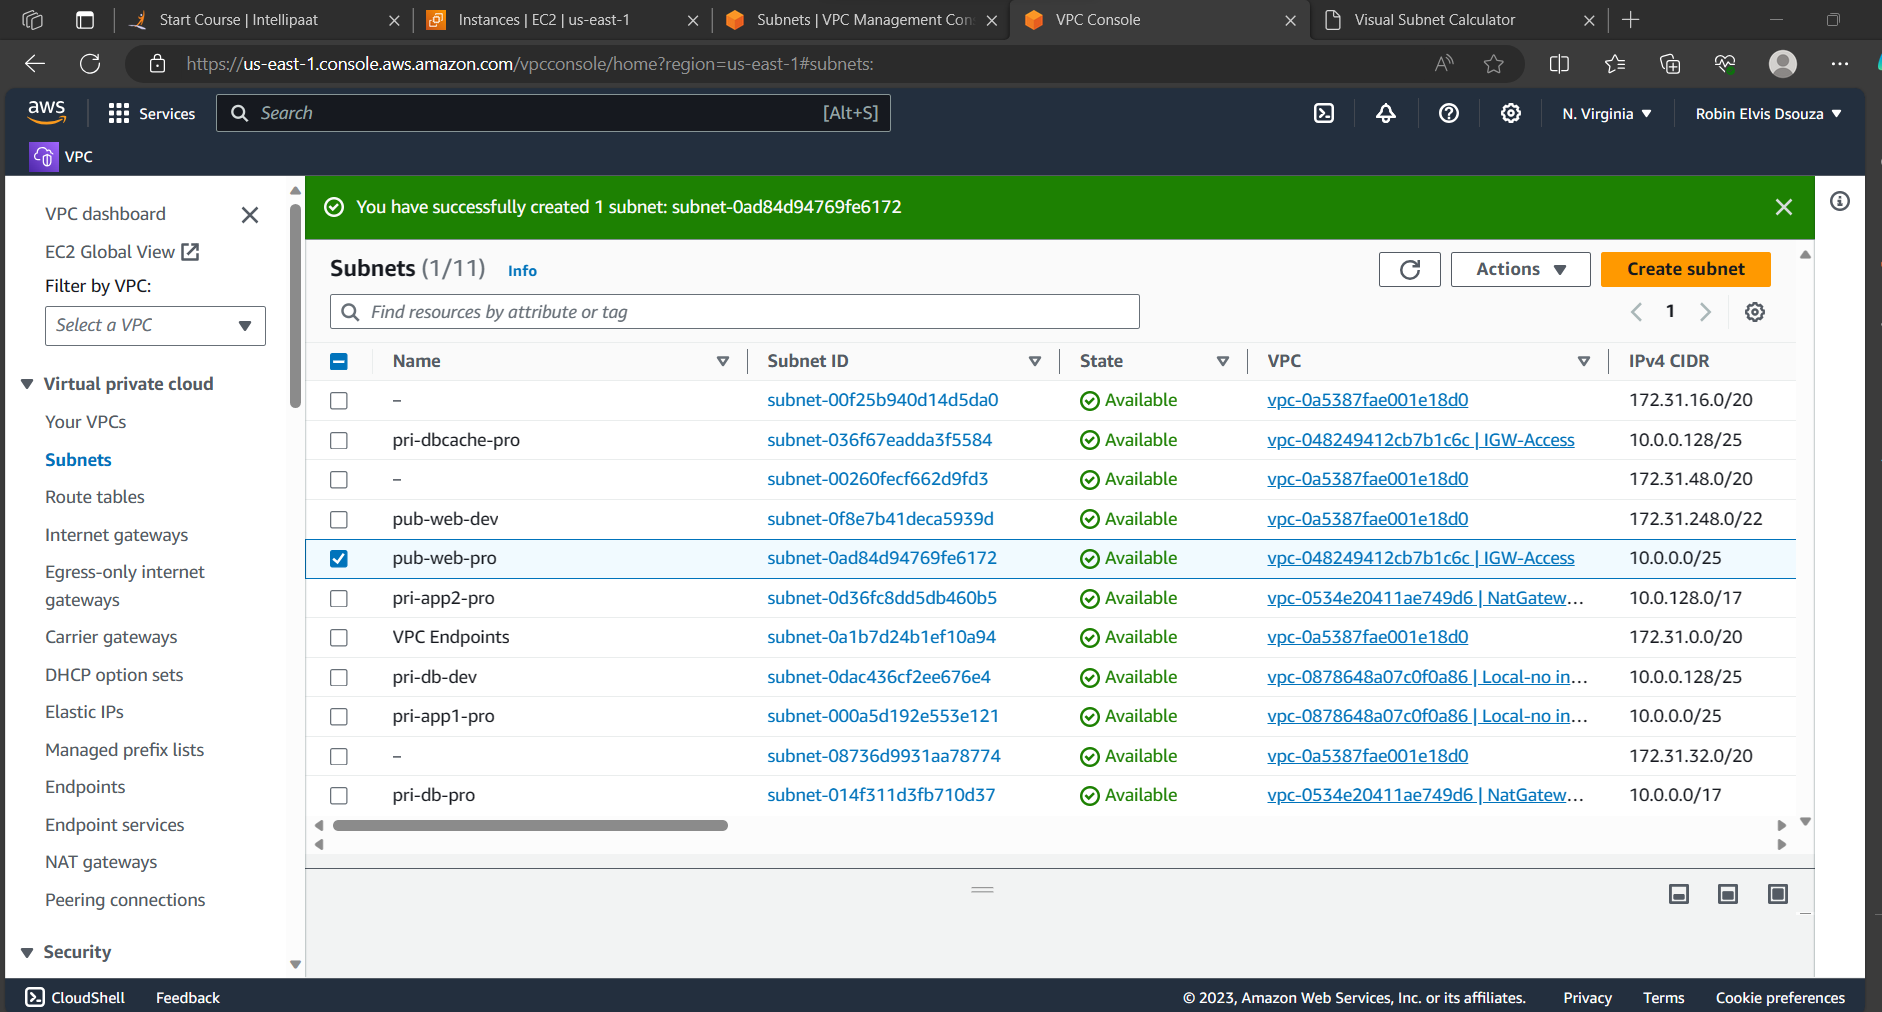 Start Course | Intellipaat
Instances | EC2 | us-east-1
Subnets | VPC Management Con
VPC Console
Visual Subnet Calculator
https://us-east-1.console.aws.amazon.com/vpcconsole/home?region=us-east-1#subnets:
aws
Services
Search
[Alt+S]
N. Virginia
Robin Elvis Dsouza
VPC
VPC dashboard
EC2 Global View
Filter by VPC:
Select a VPC
Virtual private cloud
Your VPCs
Subnets
Route tables
Internet gateways
Egress-only internet
gateways
Carrier gateways
DHCP option sets
Elastic IPs
Managed prefix lists
Endpoints
Endpoint services
NAT gateways
Peering connections
Security
You have successfully created 1 subnet: subnet-0ad84d94769fe6172
Subnets (1/11) Info
Actions
Create subnet
Find resources by attribute or tag
1
Name Subnet ID State VPC IPv4 CIDR
– subnet-00f25b940d14d5da0 Available vpc-0a5387fae001e18d0 172.31.16.0/20
pri-dbcache-pro subnet-036f67eadda3f5584 Available vpc-048249412cb7b1c6c | IGW-Access 10.0.0.128/25
– subnet-00260fecf662d9fd3 Available vpc-0a5387fae001e18d0 172.31.48.0/20
pub-web-dev subnet-0f8e7b41deca5939d Available vpc-0a5387fae001e18d0 172.31.248.0/22
pub-web-pro subnet-0ad84d94769fe6172 Available vpc-048249412cb7b1c6c | IGW-Access 10.0.0.0/25
pri-app2-pro subnet-0d36fc8dd5db460b5 Available vpc-0534e20411ae749d6 | NatGatew... 10.0.128.0/17
VPC Endpoints subnet-0a1b7d24b1ef10a94 Available vpc-0a5387fae001e18d0 172.31.0.0/20
pri-db-dev subnet-0dac436cf2ee676e4 Available vpc-0878648a07c0f0a86 | Local-no in... 10.0.0.128/25
pri-app1-pro subnet-000a5d192e553e121 Available vpc-0878648a07c0f0a86 | Local-no in... 10.0.0.0/25
– subnet-08736d9931aa78774 Available vpc-0a5387fae001e18d0 172.31.32.0/20
pri-db-pro subnet-014f311d3fb710d37 Available vpc-0534e20411ae749d6 | NatGatew... 10.0.0.0/17
CloudShell
Feedback
© 2023, Amazon Web Services, Inc. or its affiliates.
Privacy
Terms
Cookie preferences